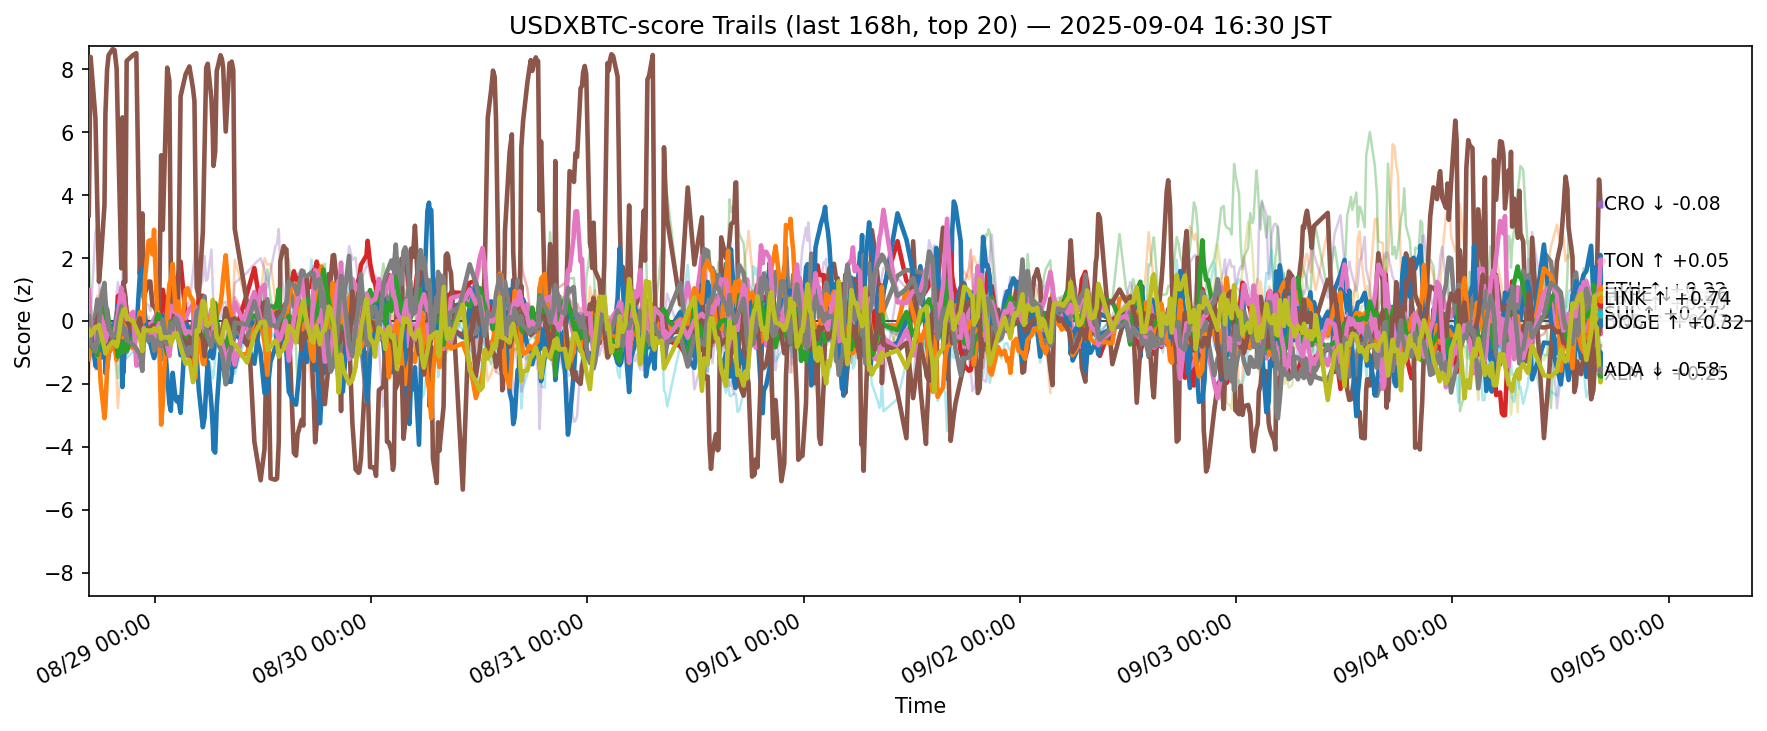 USDXBTC-score Trails (last 168h, top 20) — 2025-09-04 16:30 JST
Score (z)
8
6
4
2
0
−2
−4
−6
−8
CRO ↓ -0.08
TON ↑ +0.05
LINK ↑ +0.74
DOGE ↑ +0.32
ADA ↓ -0.58
08/29 00:00
08/30 00:00
08/31 00:00
09/01 00:00
09/02 00:00
09/03 00:00
09/04 00:00
09/05 00:00
Time